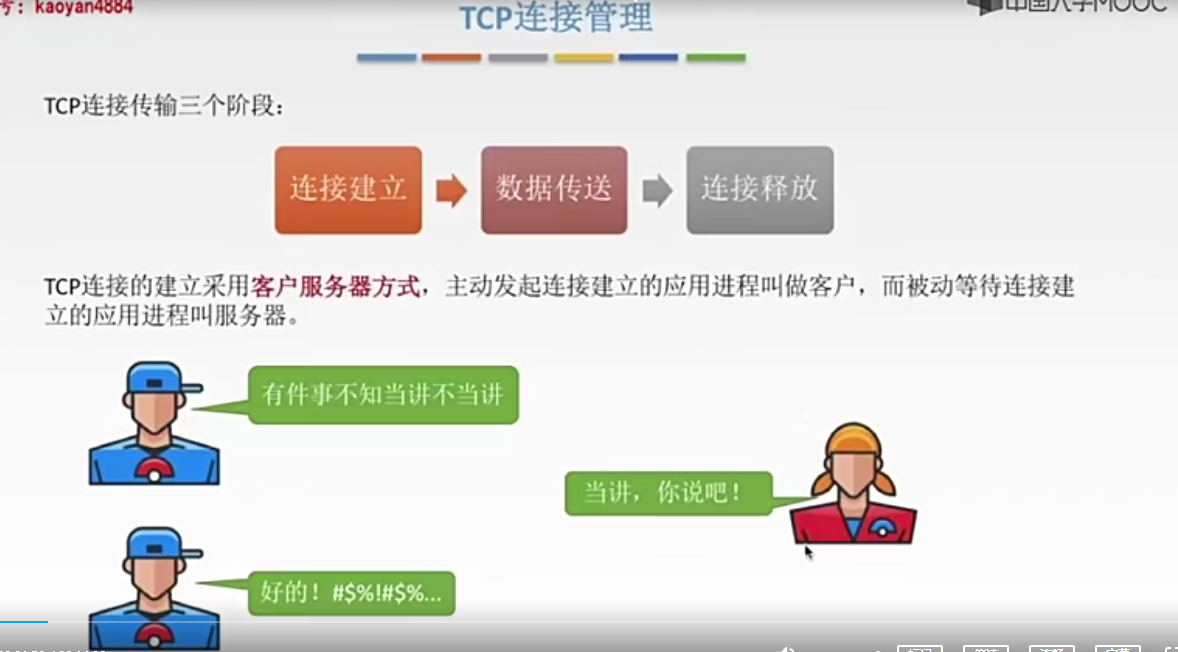 号：kaoyan4884
TCP连接管理
中国大学MOOC
TCP连接传输三个阶段：
连接建立
数据传送
连接释放
TCP连接的建立采用客户服务器方式，主动发起连接建立的应用进程叫做客户，而被动等待连接建
立的应用进程叫服务器。
有件事不知当讲不当讲
当讲，你说吧！
好的！#$%!#$%...